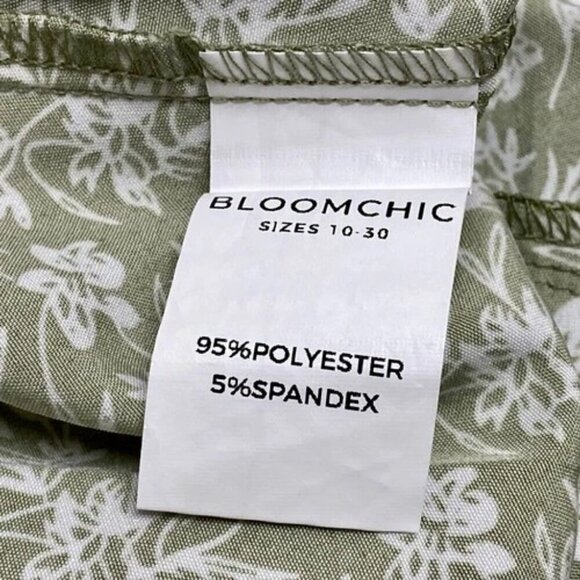 BLOOMCHIC
SIZES 10-30
95%POLYESTER
5%SPANDEX